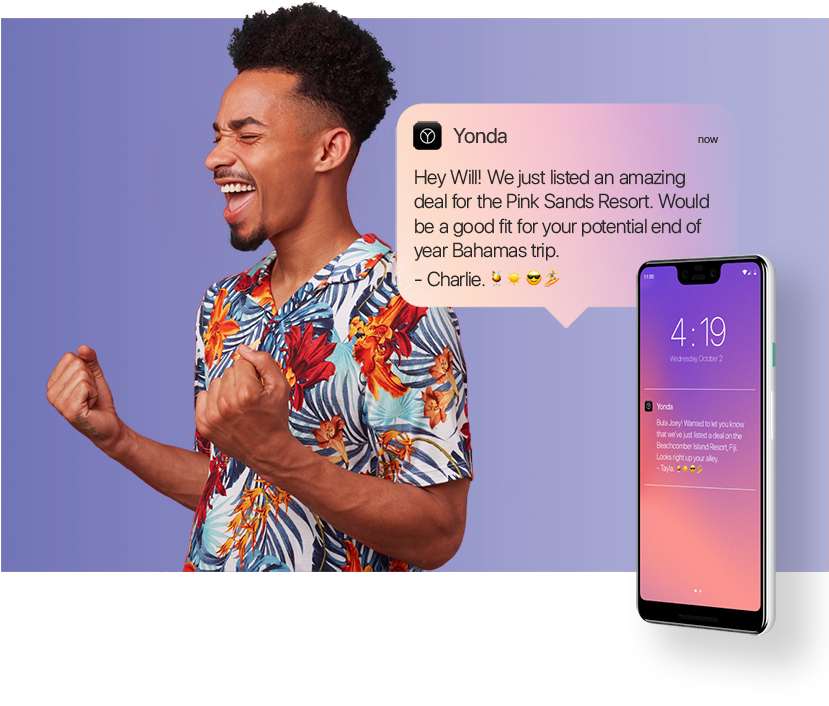 Yonda
now
Hey Will! We just listed an amazing
deal for the Pink Sands Resort. Would
be a good fit for your potential end of
year Bahamas trip.
- Charlie. 🍹☀️😎🏄
11:00
4:19
Wednesday October 2
Yonda
Bula Joey! Wanted to let you know
that we've just listed a deal on the
Beachcomber Island Resort, Fiji.
Looks right up your alley.
- Tayla. 🍹☀️😎🏄